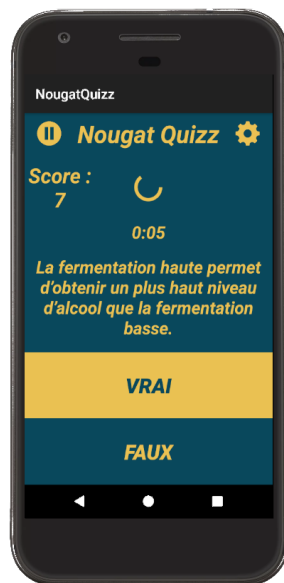 NougatQuizz
Nougat Quizz
Score :
7
0:05
La fermentation haute permet
d'obtenir un plus haut niveau
d'alcool que la fermentation
basse.
VRAI
FAUX